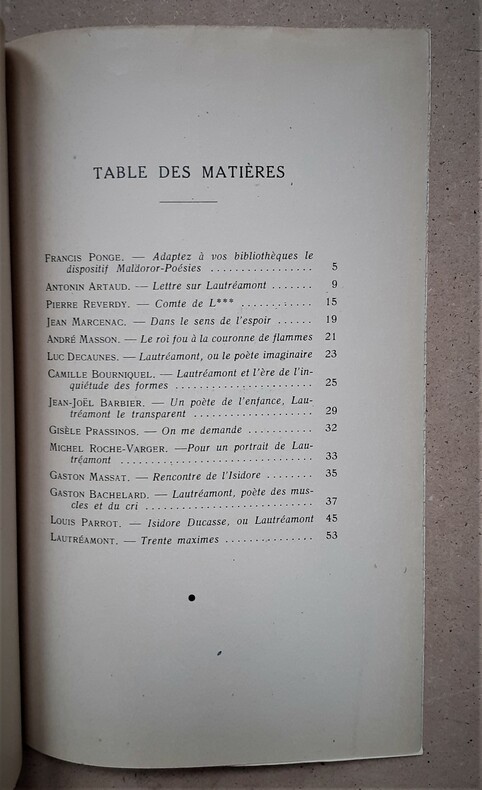 TABLE DES MATIÈRES
FRANCIS PONGE. — Adaptez à vos bibliothèques le
dispositif Maldoror-Poésies ................. 5
ANTONIN ARTAUD. — Lettre sur Lautréamont ....... 9
PIERRE REVERDY. — Comte de L*** ............ 15
JEAN MARCENAC. — Dans le sens de l'espoir ...... 19
ANDRÉ MASSON. — Le roi fou à la couronne de flammes 21
LUC DECAUNES. — Lautréamont, ou le poète imaginaire 23
CAMILLE BOURNIQUEL. — Lautréamont et l'ère de l'in-
quiétude des formes ....................... 25
JEAN-JOËL BARBIER. — Un poète de l'enfance, Lau-
tréamont le transparent .................... 29
GISÈLE PRASSINOS. — On me demande ........... 32
MICHEL ROCHE-VARGER. —Pour un portrait de Lau-
tréamont ................................ 33
GASTON MASSAT. — Rencontre de l'Isidore ........ 35
GASTON BACHELARD. — Lautréamont, poète des mus-
cles et du cri ............................ 37
LOUIS PARROT. — Isidore Ducasse, ou Lautréamont 45
LAUTRÉAMONT. — Trente maximes ............... 53